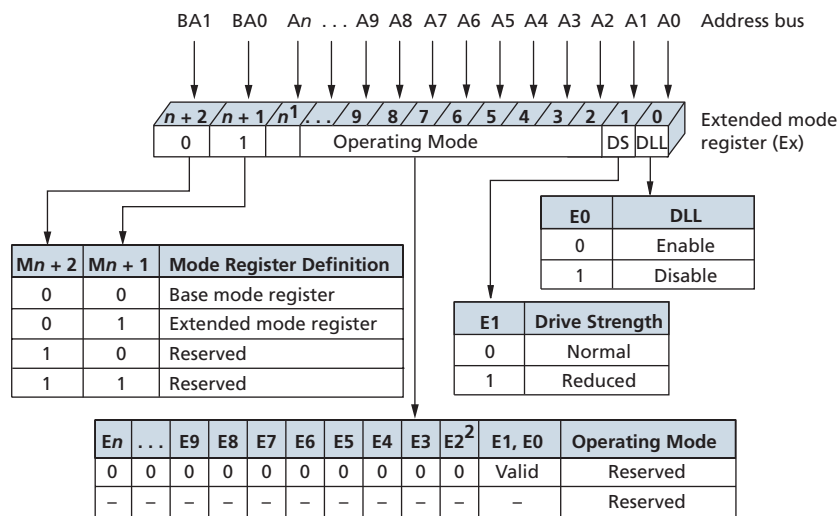 BA1 BA0 An . . . A9 A8 A7 A6 A5 A4 A3 A2 A1 A0 Address bus
n + 2 n + 1 n1 . . . 9 8 7 6 5 4 3 2 1 0
Extended mode
register (Ex)
0 1 Operating Mode DS DLL
E0 DLL
0 Enable
1 Disable
Mn + 2 Mn + 1 Mode Register Definition
0 0 Base mode register
0 1 Extended mode register
1 0 Reserved
1 1 Reserved
E1 Drive Strength
0 Normal
1 Reduced
En . . . E9 E8 E7 E6 E5 E4 E3 E2² E1, E0 Operating Mode
0 0 0 0 0 0 0 0 0 0 Valid Reserved
– – – – – – – – – – – Reserved